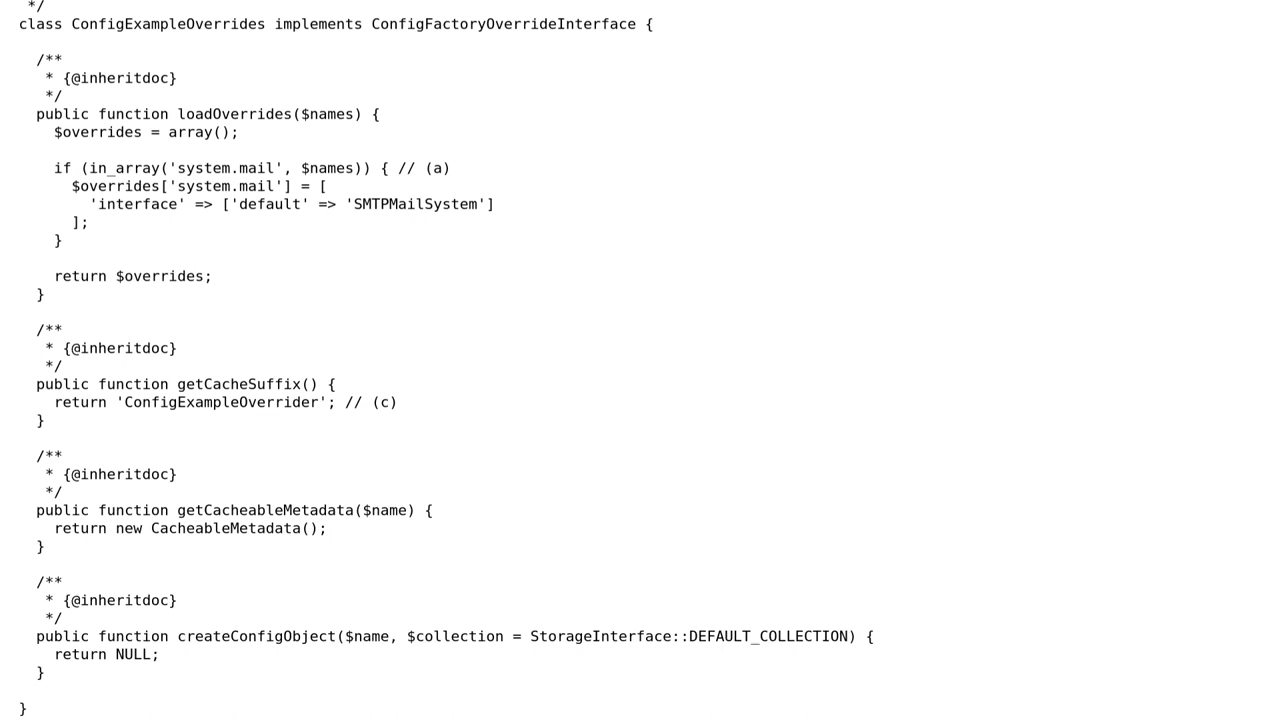 */
class ConfigExampleOverrides implements ConfigFactoryOverrideInterface {

  /**
   * {@inheritdoc}
   */
  public function loadOverrides($names) {
    $overrides = array();

    if (in_array('system.mail', $names)) { // (a)
      $overrides['system.mail'] = [
        'interface' => ['default' => 'SMTPMailSystem']
      ];
    }

    return $overrides;
  }

  /**
   * {@inheritdoc}
   */
  public function getCacheSuffix() {
    return 'ConfigExampleOverrider'; // (c)
  }

  /**
   * {@inheritdoc}
   */
  public function getCacheableMetadata($name) {
    return new CacheableMetadata();
  }

  /**
   * {@inheritdoc}
   */
  public function createConfigObject($name, $collection = StorageInterface::DEFAULT_COLLECTION) {
    return NULL;
  }

}